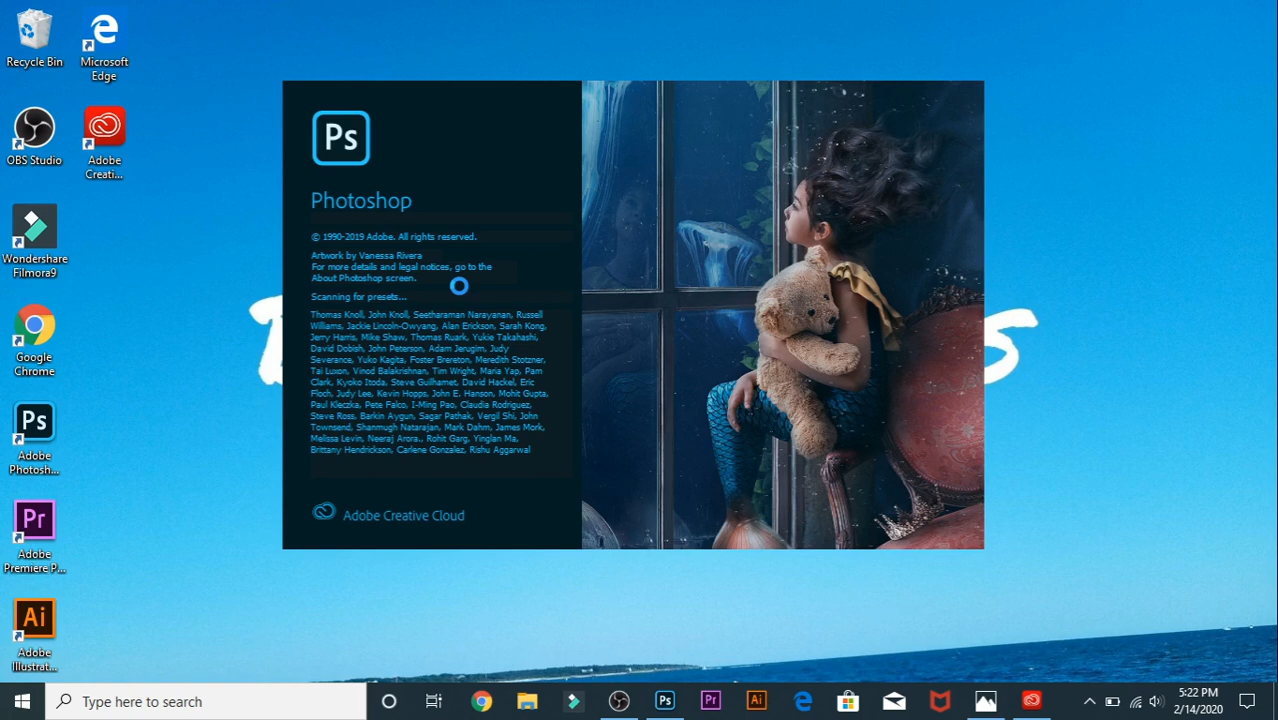 Recycle Bin
Microsoft
Edge
OBS Studio
Adobe
Creati...
Wondershare
Filmora9
Google
Chrome
Ps
Adobe
Photosh...
Pr
Adobe
Premiere P...
Ai
Adobe
Illustrat...
Ps
Photoshop
© 1990-2019 Adobe. All rights reserved.
Artwork by Vanessa Rivera
For more details and legal notices, go to the
About Photoshop screen.
Scanning for presets...
Thomas Knoll, John Knoll, Seetharaman Narayanan, Russell
Williams, Jackie Lincoln-Owyang, Alan Erickson, Sarah Kong,
Jerry Harris, Mike Shaw, Thomas Ruark, Yukie Takahashi,
David Dobish, John Peterson, Adam Jerugim, Judy
Severance, Yuko Kagita, Foster Brereton, Meredith Stotzner,
Tai Luxon, Vinod Balakrishnan, Tim Wright, Maria Yap, Pam
Clark, Kyoko Itoda, Steve Guilhamet, David Hackel, Eric
Floch, Judy Lee, Kevin Hopps, John E. Hanson, Mohit Gupta,
Paul Kleczka, Pete Falco, I-Ming Pao, Claudia Rodriguez,
Steve Ross, Barkin Aygun, Sagar Pathak, Vergil Shi, John
Townsend, Shanmugh Natarajan, Mark Dahm, James Mork,
Melissa Levin, Neeraj Arora,, Rohit Garg, Yinglan Ma,
Brittany Hendrickson, Carlene Gonzalez, Rishu Aggarwal
Adobe Creative Cloud
Type here to search
Ps
Pr
Ai
5:22 PM
2/14/2020